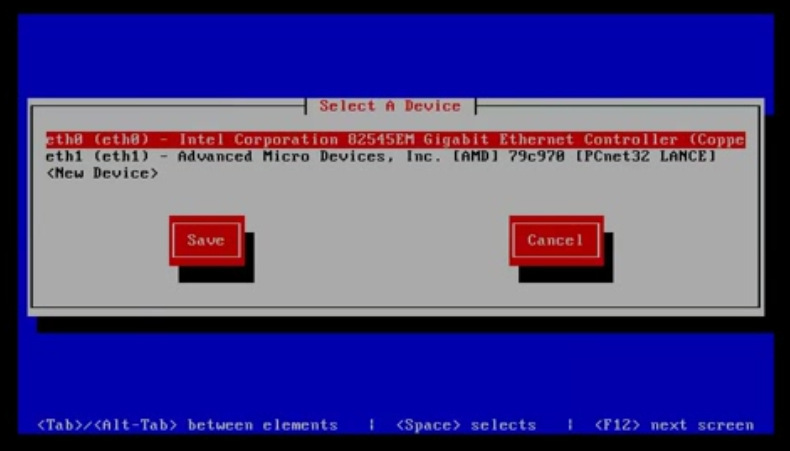 Select A Device
eth0 (eth0) - Intel Corporation 82545EM Gigabit Ethernet Controller (Coppe
eth1 (eth1) - Advanced Micro Devices, Inc. [AMD] 79c970 [PCnet32 LANCE]
<New Device>
Save Cancel
<Tab>/<Alt-Tab> between elements | <Space> selects | <F12> next screen